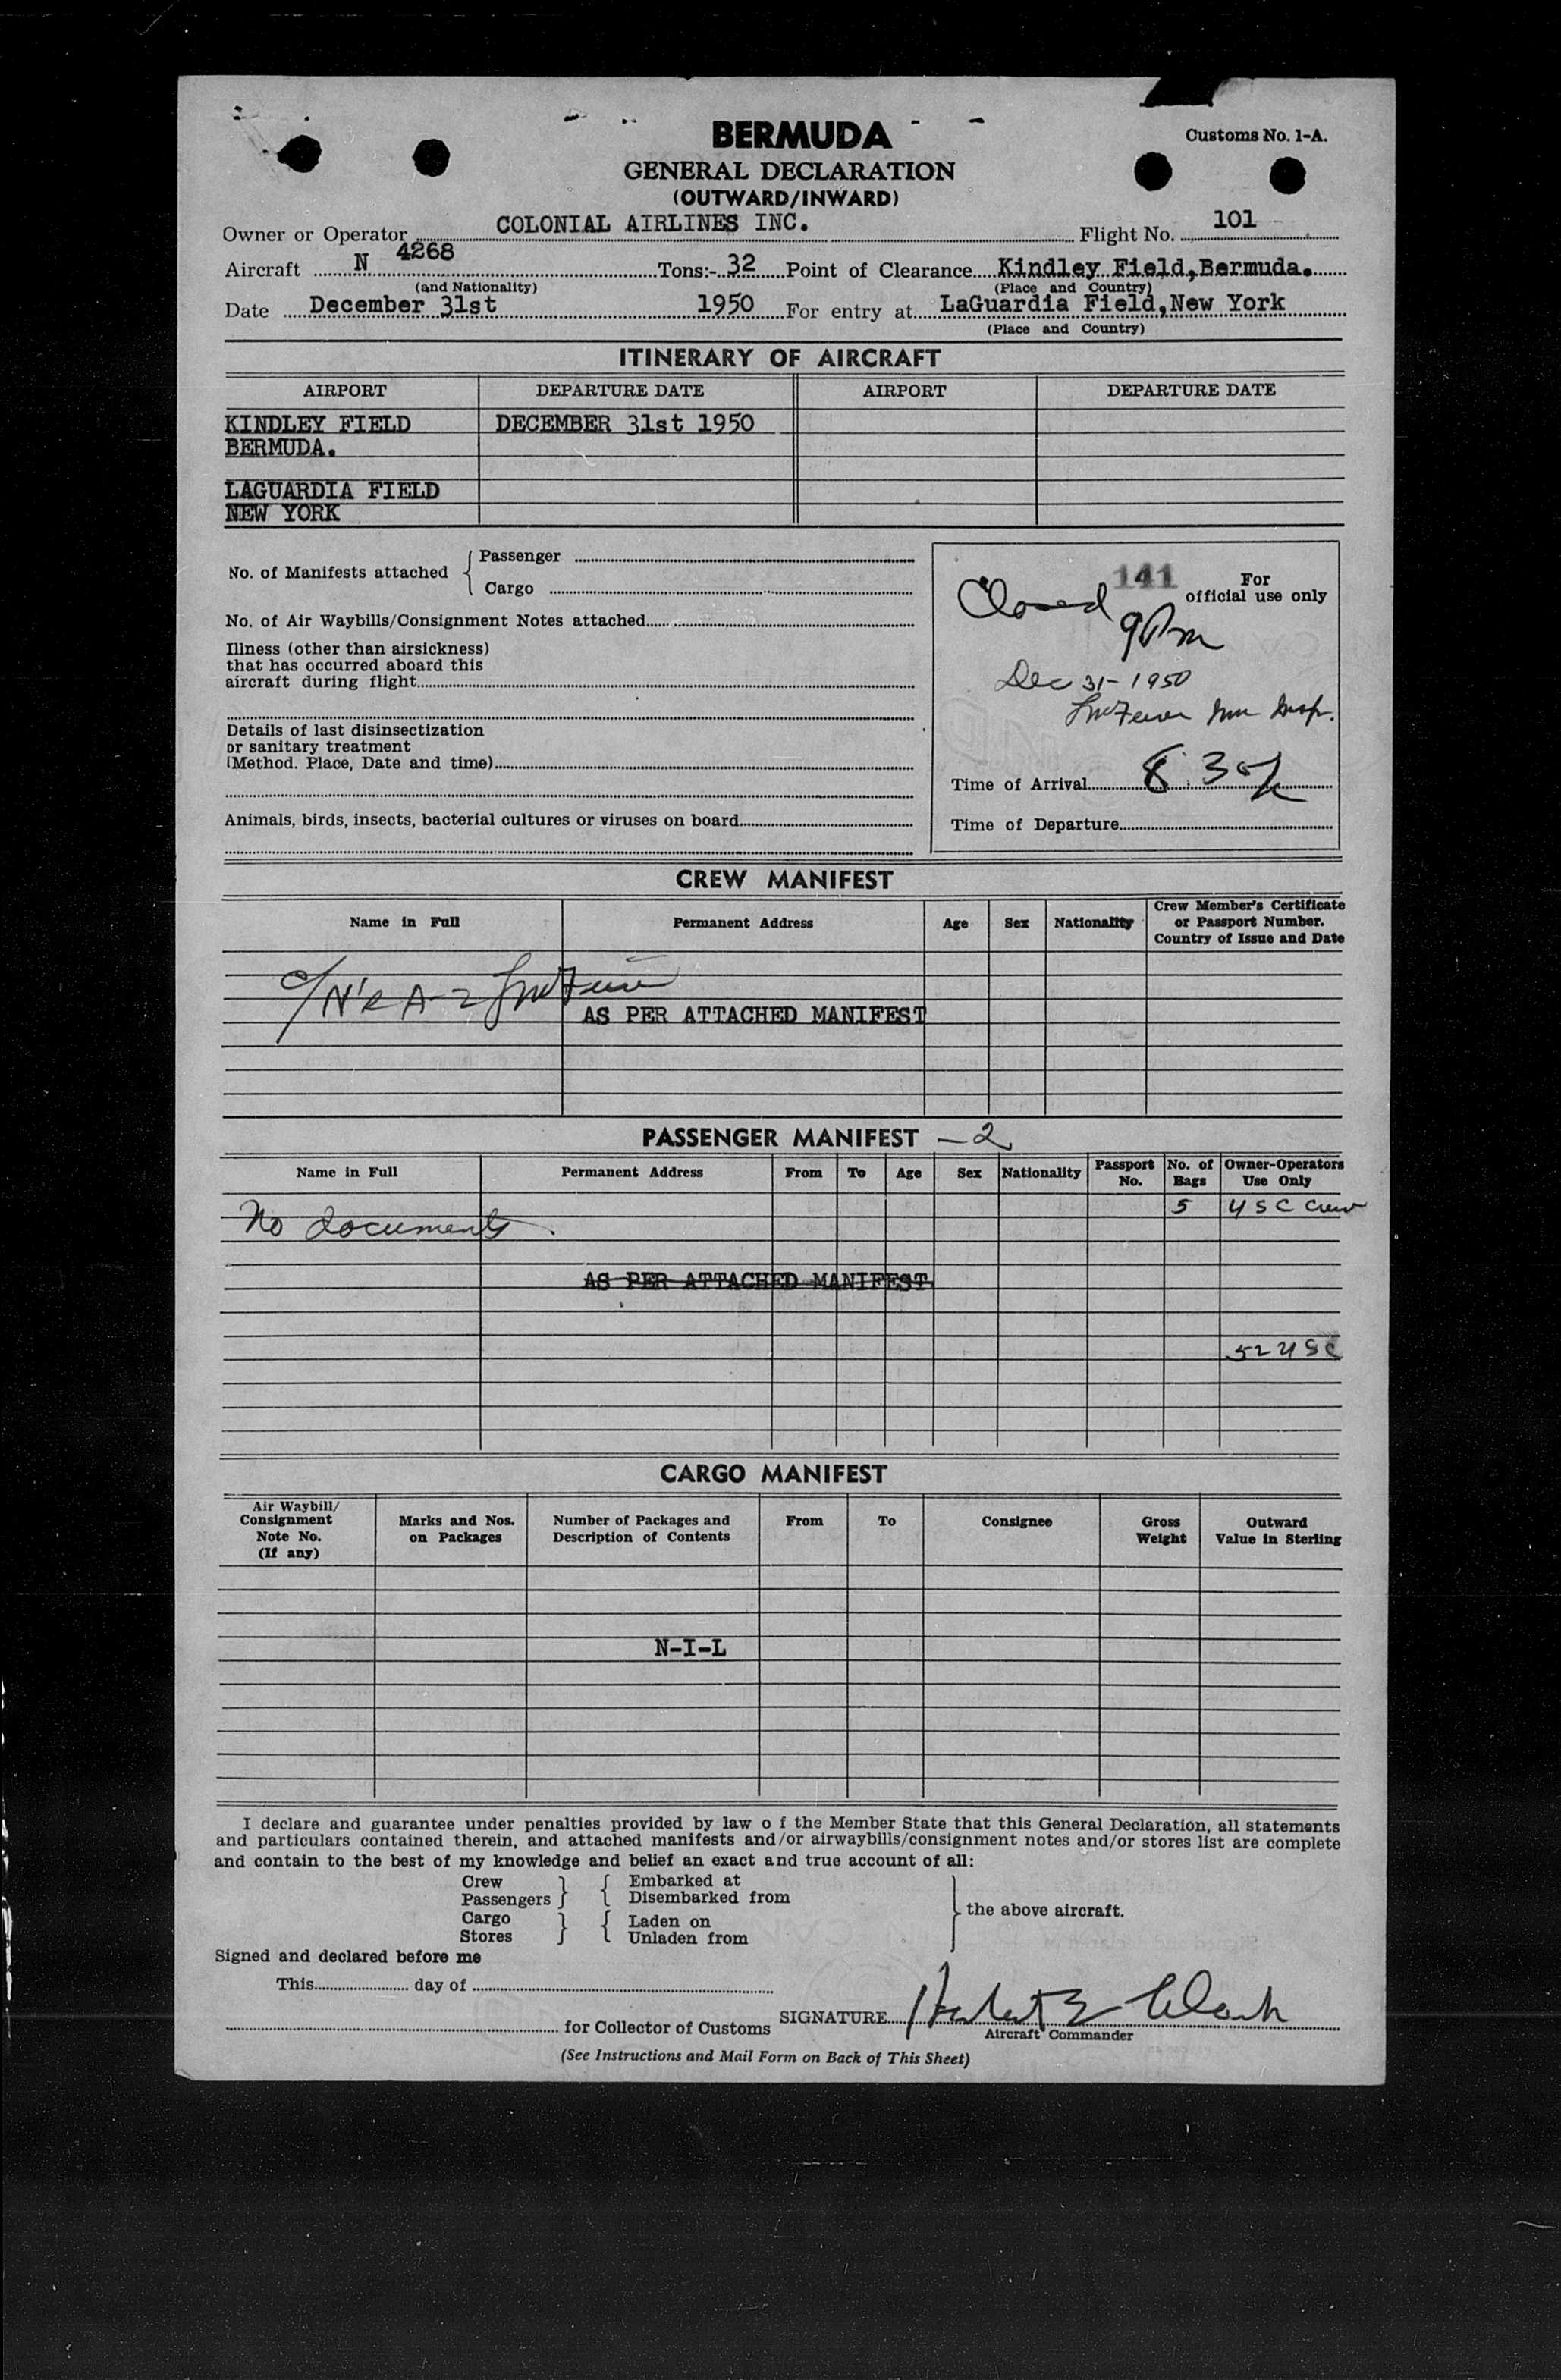 BERMUDA
Customs No. 1-A.
GENERAL DECLARATION
(OUTWARD/INWARD)
Owner or Operator COLONIAL AIRLINES INC. Flight No. 101
Aircraft N 4268 Tons:- 32 Point of Clearance Kindley Field,Bermuda.
(and Nationality) (Place and Country)
Date December 31st 1950 For entry at LaGuardia Field,New York
(Place and Country)
ITINERARY OF AIRCRAFT
AIRPORT DEPARTURE DATE AIRPORT DEPARTURE DATE
KINDLEY FIELD DECEMBER 31st 1950
BERMUDA.
LAGUARDIA FIELD
NEW YORK
No. of Manifests attached { Passenger
Cargo
No. of Air Waybills/Consignment Notes attached
Illness (other than airsickness)
that has occurred aboard this
aircraft during flight
Details of last disinsectization
or sanitary treatment
(Method. Place, Date and time)
Animals, birds, insects, bacterial cultures or viruses on board
141 For
official use only
Closed
9 Pm
Dec 31-1950
Time of Arrival 8:30
Time of Departure
CREW MANIFEST
Name in Full Permanent Address Age Sex Nationality Crew Member's Certificate
or Passport Number.
Country of Issue and Date
AS PER ATTACHED MANIFEST
PASSENGER MANIFEST - 2
Name in Full Permanent Address From To Age Sex Nationality Passport No. No. of Bags Owner-Operators Use Only
5 USC Crew
No documents.
AS PER ATTACHED MANIFEST
52 USC
CARGO MANIFEST
Air Waybill/ Consignment Note No. (If any) Marks and Nos. on Packages Number of Packages and Description of Contents From To Consignee Gross Weight Outward Value in Sterling
N-I-L
I declare and guarantee under penalties provided by law o f the Member State that this General Declaration, all statements
and particulars contained therein, and attached manifests and/or airwaybills/consignment notes and/or stores list are complete
and contain to the best of my knowledge and belief an exact and true account of all:
Crew } { Embarked at
Passengers } { Disembarked from
} the above aircraft.
Cargo } { Laden on
Stores } { Unladen from
Signed and declared before me
This day of
for Collector of Customs SIGNATURE Herbert E Clark
Aircraft Commander
(See Instructions and Mail Form on Back of This Sheet)